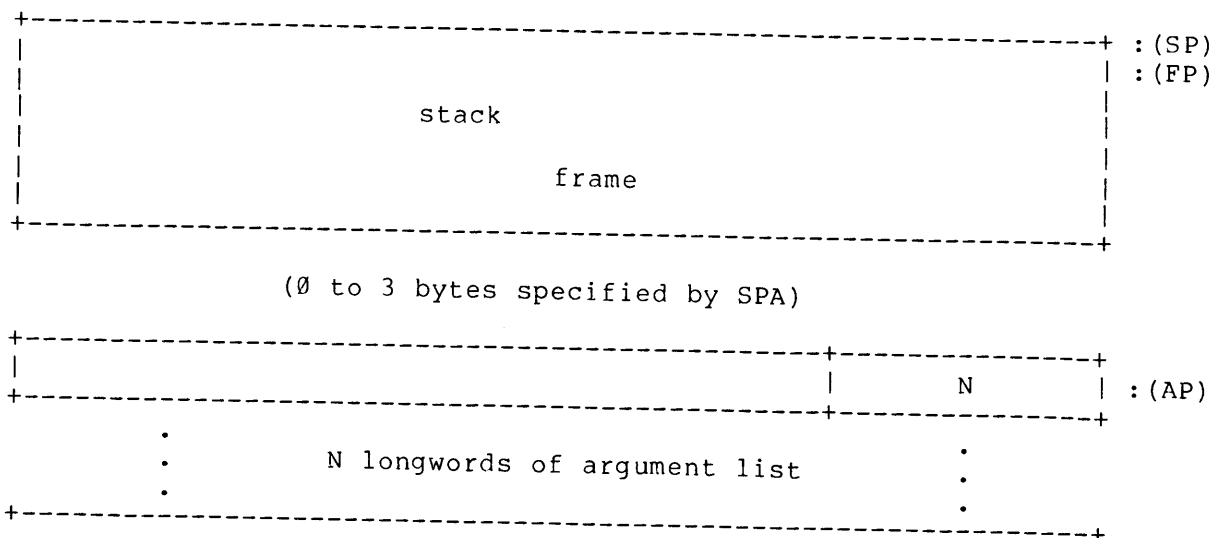 :(SP)
:(FP)
stack
frame
(Ø to 3 bytes specified by SPA)
N :(AP)
N longwords of argument list